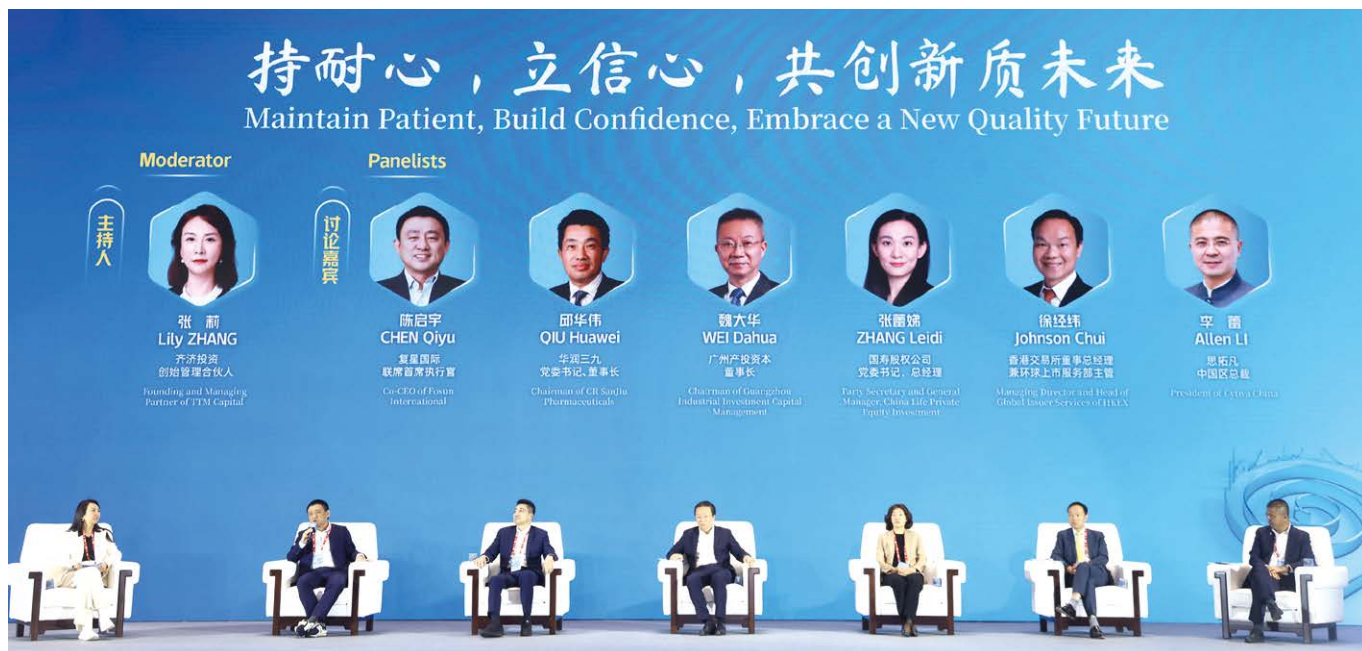 持耐心，立信心，共创新质未来
Maintain Patient, Build Confidence, Embrace a New Quality Future
Moderator
主持人
张 莉
Lily ZHANG
齐济投资
创始管理合伙人
Founding and Managing
Partner of TTM Capital
Panelists
讨论嘉宾
陈启宇
CHEN Qiyu
复星国际
联席首席执行官
Co-CEO of Fosun
International
邱华伟
QIU Huawei
华润三九
党委书记、董事长
Chairman of CR SanJiu
Pharmaceuticals
魏大华
WEI Dahua
广州产投资本
董事长
Chairman of Guangzhou
Industrial Investment Capital
Management
张蕾娣
ZHANG Leidi
国寿股权公司
党委书记、总经理
Party Secretary and General
Manager, China Life Private
Equity Investment
徐经纬
Johnson Chui
香港交易所董事总经理
兼环球上市服务部主管
Managing Director and Head of
Global Issuer Services of HKEX
李 蕾
Allen LI
思拓凡
中国区总裁
President of Cytiva China